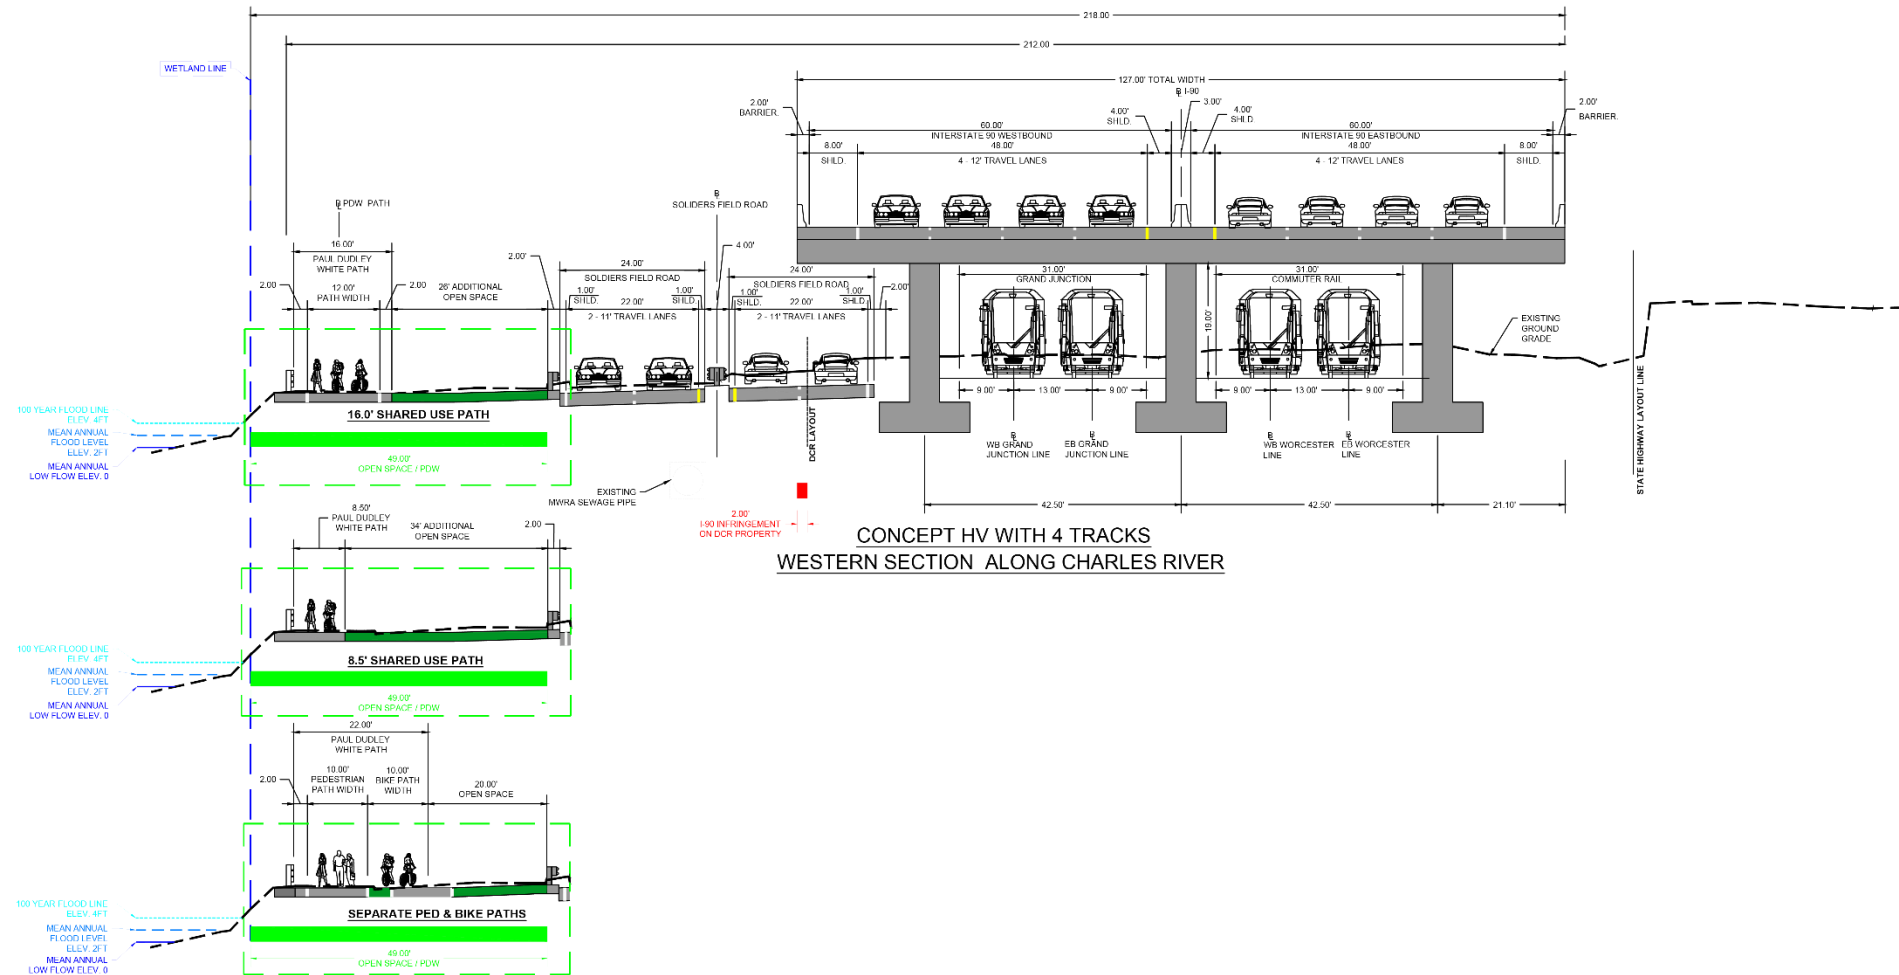 218.00
212.00
WETLAND LINE
127.00' TOTAL WIDTH
I-90
2.00'
BARRIER.
4.00'
SHLD.
3.00'
4.00'
SHLD
2.00'
BARRIER.
60.00'
INTERSTATE 90 WESTBOUND
60.00'
INTERSTATE 90 EASTBOUND
8.00'
SHLD.
48.00'
4 - 12' TRAVEL LANES
48.00'
4 - 12' TRAVEL LANES
8.00'
SHLD.
PDW PATH
SOLIDERS FIELD ROAD
16.00'
PAUL DUDLEY
WHITE PATH
2.00
12.00'
PATH WIDTH
2.00
26' ADDITIONAL
OPEN SPACE
2.00'
4.00'
24.00'
SOLDIERS FIELD ROAD
1.00'
SHLD.
22.00'
2 - 11' TRAVEL LANES
1.00'
SHLD.
24.00'
SOLDIERS FIELD ROAD
1.00'
SHLD.
22.00'
2 - 11' TRAVEL LANES
1.00'
SHLD.
2.00'
31.00'
GRAND JUNCTION
31.00'
COMMUTER RAIL
19.00'
EXISTING
GROUND
GRADE
9.00'
13.00'
9.00'
9.00'
13.00'
9.00'
WB GRAND
JUNCTION LINE
EB GRAND
JUNCTION LINE
WB WORCESTER
LINE
EB WORCESTER
LINE
DCR LAYOUT
STATE HIGHWAY LAYOUT LINE
100 YEAR FLOOD LINE
ELEV. 4FT
MEAN ANNUAL
FLOOD LEVEL
ELEV. 2FT
MEAN ANNUAL
LOW FLOW ELEV. 0
16.0' SHARED USE PATH
49.00'
OPEN SPACE / PDW
EXISTING
MWRA SEWAGE PIPE
2.00'
I-90 INFRINGEMENT
ON DCR PROPERTY
42.50'
42.50'
21.10'
CONCEPT HV WITH 4 TRACKS
WESTERN SECTION ALONG CHARLES RIVER
8.50'
PAUL DUDLEY
WHITE PATH
34' ADDITIONAL
OPEN SPACE
2.00
100 YEAR FLOOD LINE
ELEV. 4FT
MEAN ANNUAL
FLOOD LEVEL
ELEV. 2FT
MEAN ANNUAL
LOW FLOW ELEV. 0
8.5' SHARED USE PATH
49.00'
OPEN SPACE / PDW
22.00'
PAUL DUDLEY
WHITE PATH
2.00
10.00'
PEDESTRIAN
PATH WIDTH
10.00'
BIKE PATH
WIDTH
20.00'
OPEN SPACE
100 YEAR FLOOD LINE
ELEV. 4FT
MEAN ANNUAL
FLOOD LEVEL
ELEV. 2FT
MEAN ANNUAL
LOW FLOW ELEV. 0
SEPARATE PED & BIKE PATHS
49.00'
OPEN SPACE / PDW